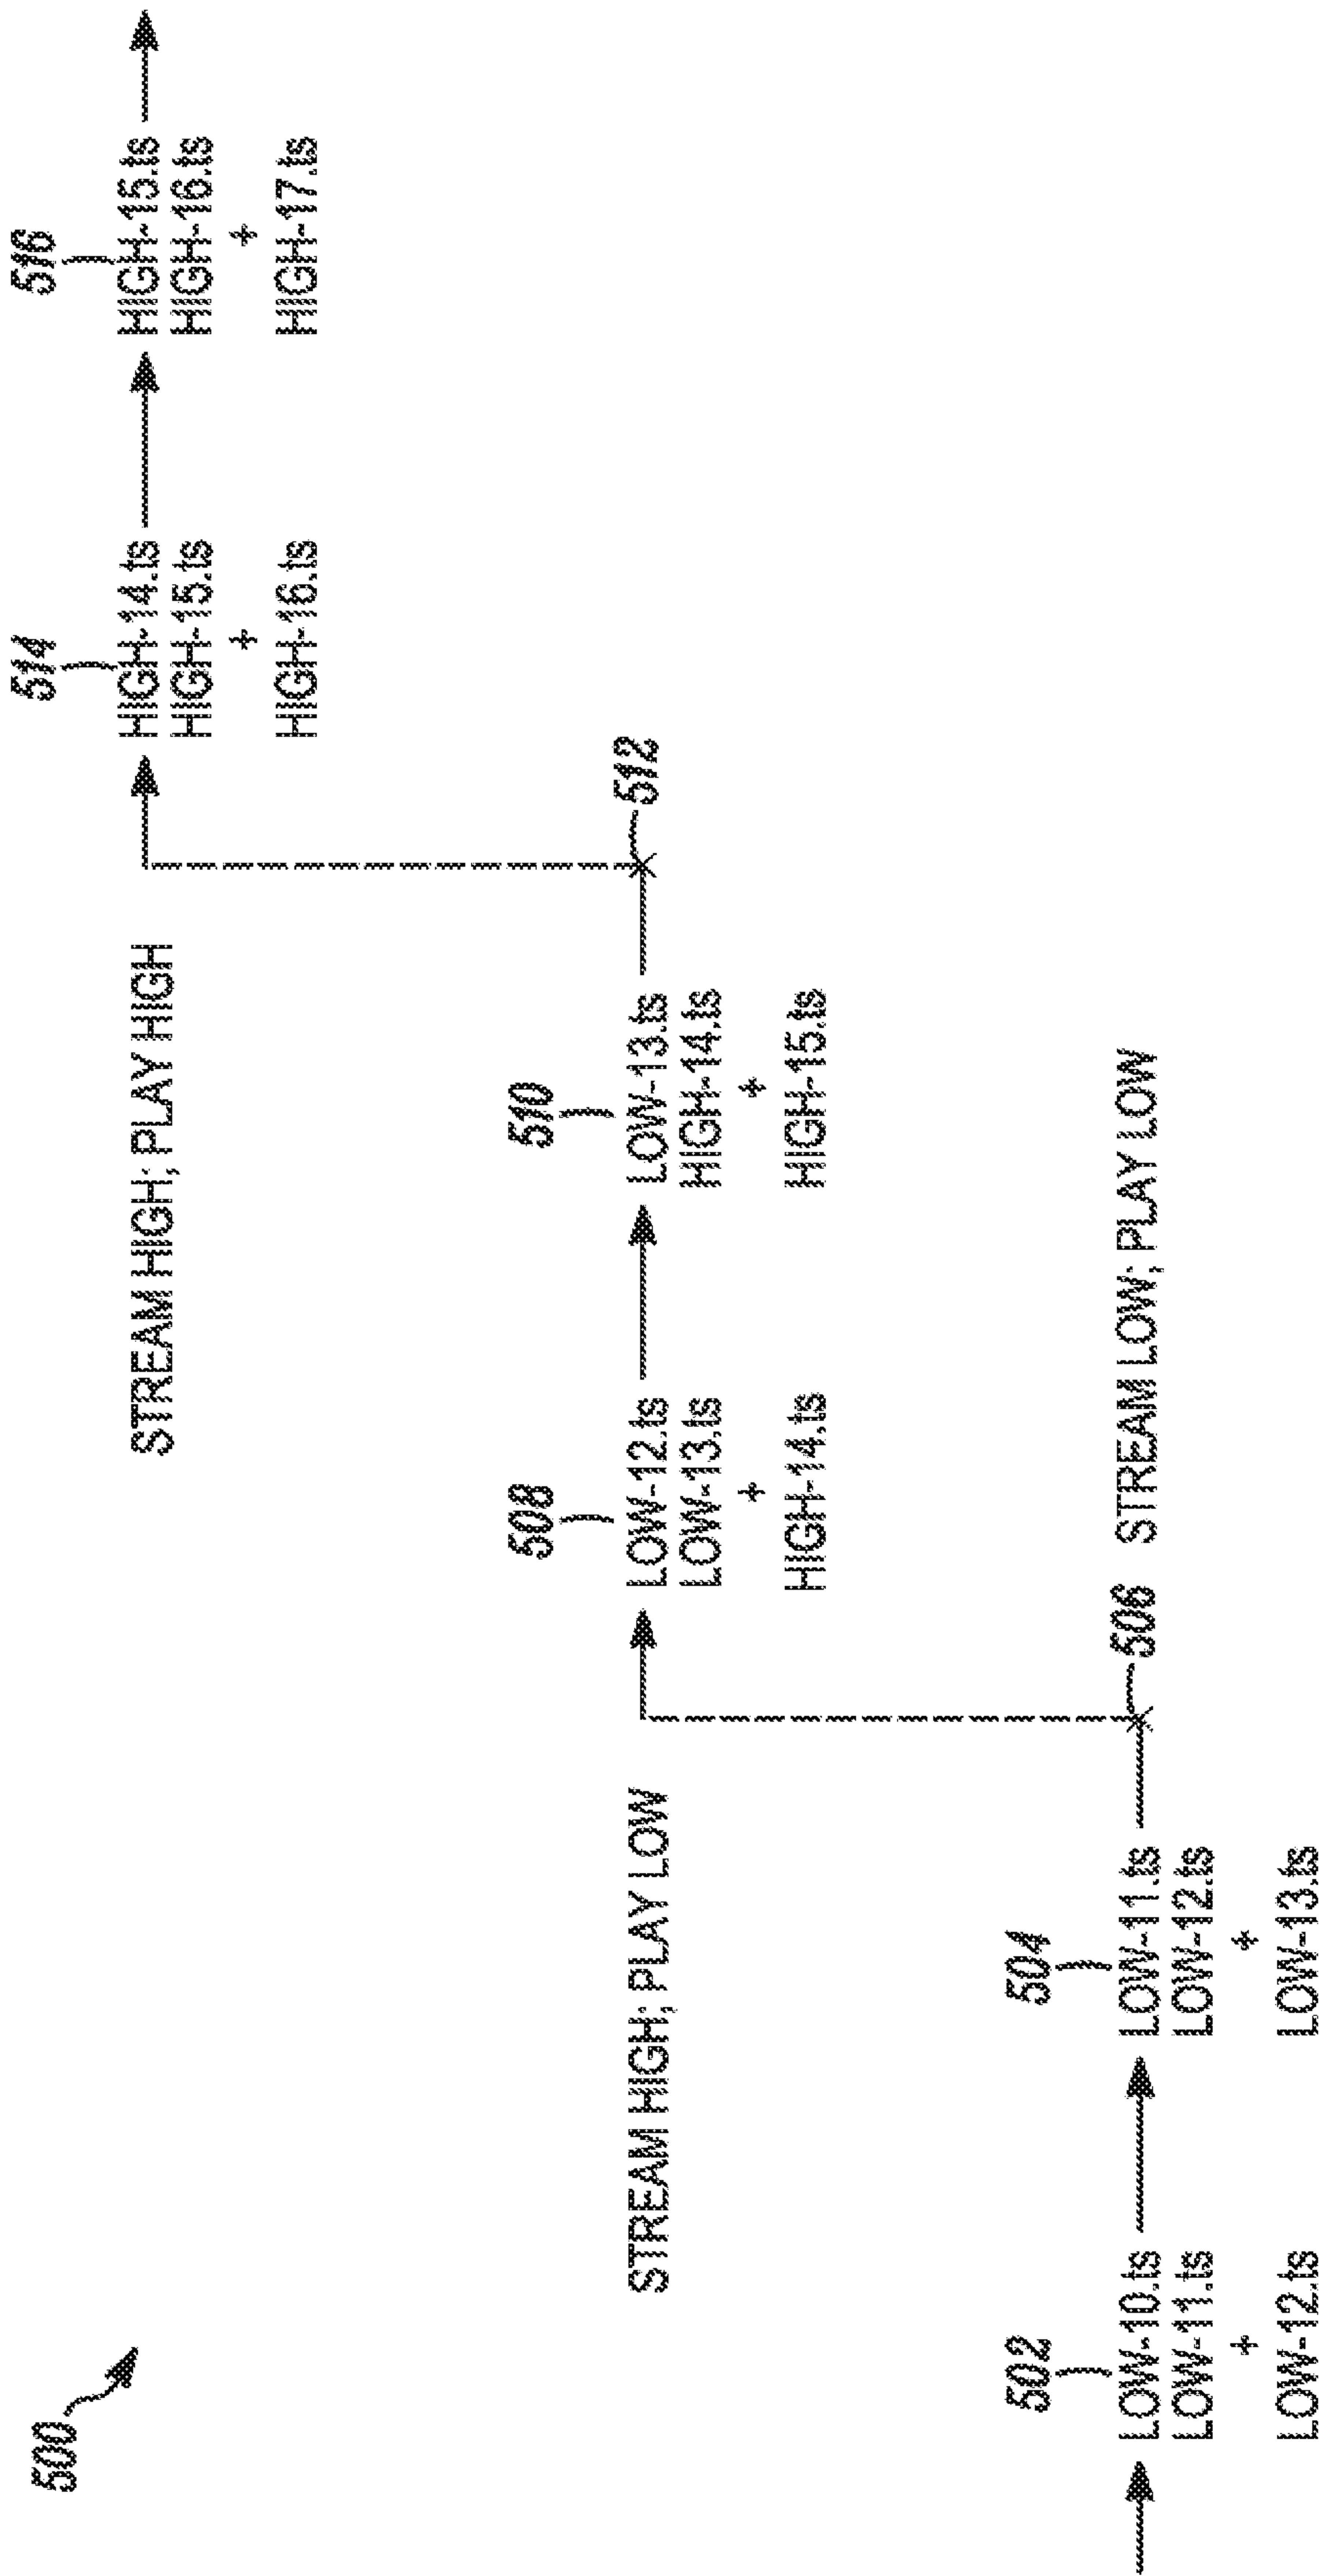 500
502
LOW-10.ts
LOW-11.ts
+
LOW-12.ts
504
LOW-11.ts
LOW-12.ts
+
LOW-13.ts
506
STREAM LOW; PLAY LOW
STREAM HIGH; PLAY LOW
508
LOW-12.ts
LOW-13.ts
+
HIGH-14.ts
510
LOW-13.ts
HIGH-14.ts
+
HIGH-15.ts
512
STREAM HIGH; PLAY HIGH
514
HIGH-14.ts
HIGH-15.ts
+
HIGH-16.ts
516
HIGH-15.ts
HIGH-16.ts
+
HIGH-17.ts